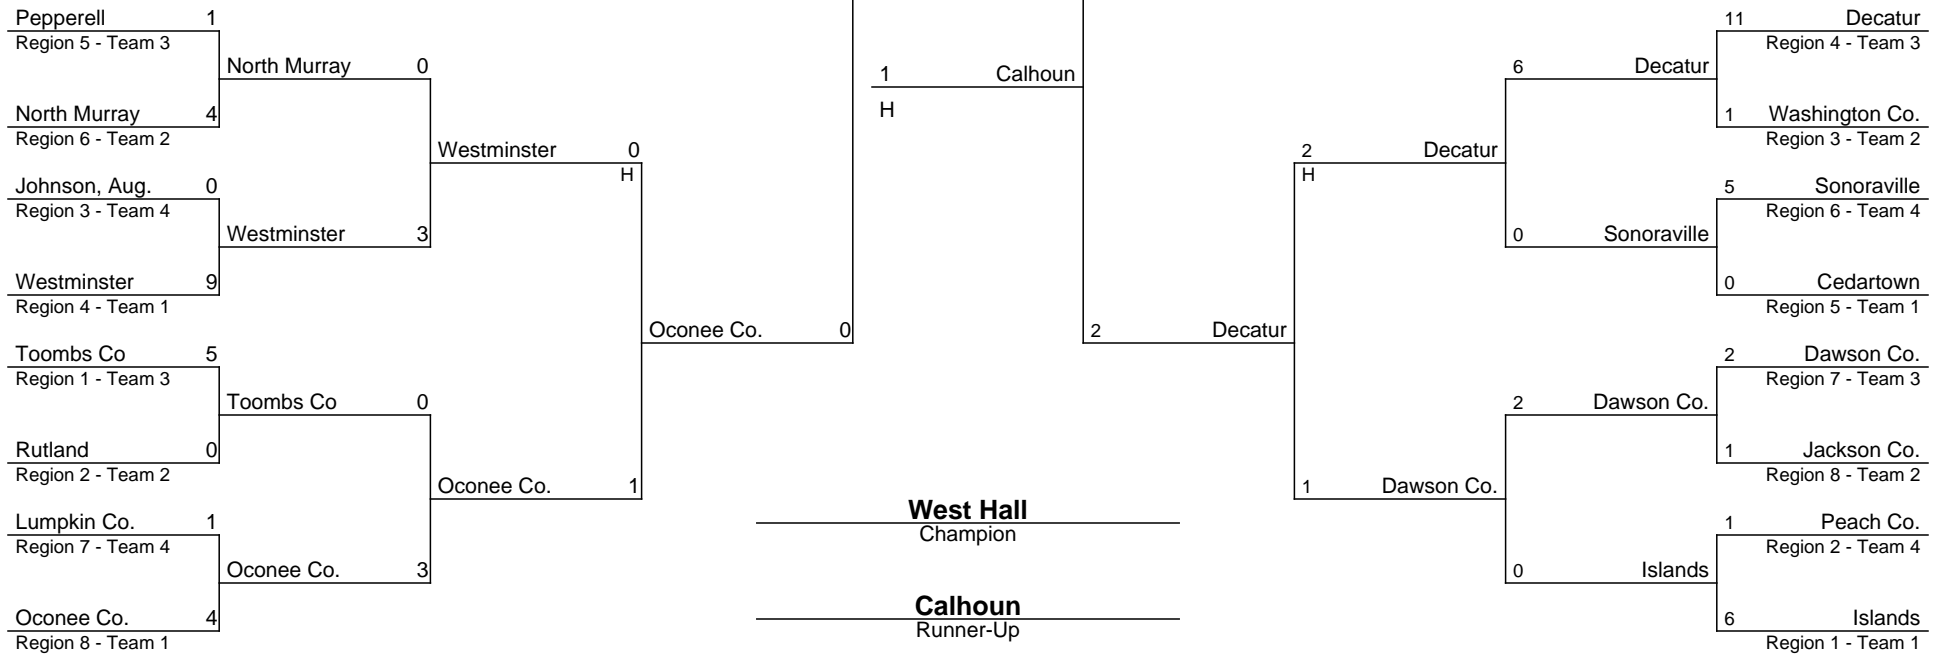 Pepperell 1
Region 5 - Team 3
North Murray 0
North Murray 4
Region 6 - Team 2
Westminster 0
H
Johnson, Aug. 0
Region 3 - Team 4
Westminster 3
Westminster 9
Region 4 - Team 1
Oconee Co. 0
Toombs Co 5
Region 1 - Team 3
Toombs Co 0
Rutland 0
Region 2 - Team 2
Oconee Co. 1
Lumpkin Co. 1
Region 7 - Team 4
Oconee Co. 3
Oconee Co. 4
Region 8 - Team 1
1 Calhoun
H
West Hall
Champion
Calhoun
Runner-Up
11 Decatur
Region 4 - Team 3
6 Decatur
1 Washington Co.
Region 3 - Team 2
2 Decatur
H
5 Sonoraville
Region 6 - Team 4
0 Sonoraville
0 Cedartown
Region 5 - Team 1
2 Decatur
2 Dawson Co.
Region 7 - Team 3
2 Dawson Co.
1 Jackson Co.
Region 8 - Team 2
1 Dawson Co.
1 Peach Co.
Region 2 - Team 4
0 Islands
6 Islands
Region 1 - Team 1